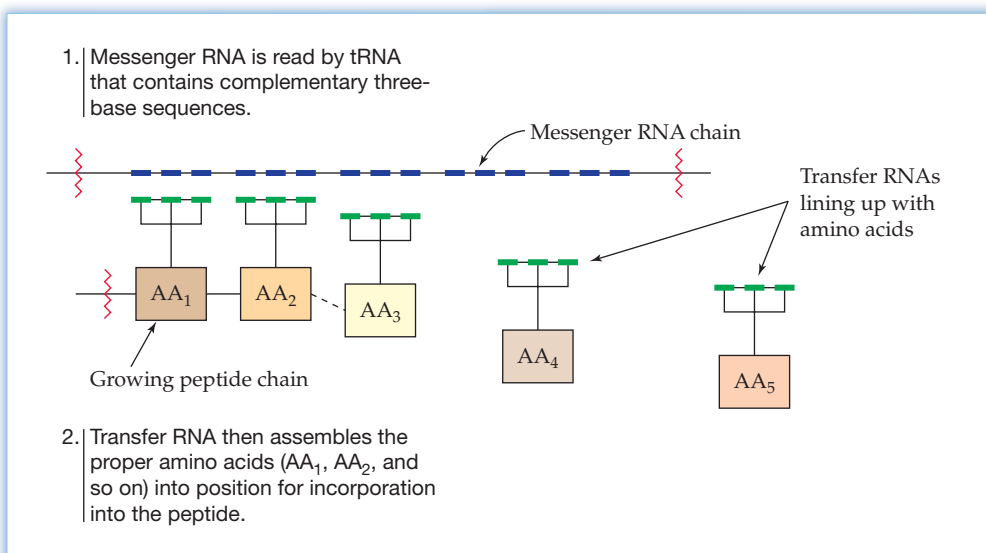 1. Messenger RNA is read by tRNA
that contains complementary three-
base sequences.
Messenger RNA chain
Transfer RNAs
lining up with
amino acids
AA₁
AA₂
AA₃
AA₄
AA₅
Growing peptide chain
2. Transfer RNA then assembles the
proper amino acids (AA₁, AA₂, and
so on) into position for incorporation
into the peptide.